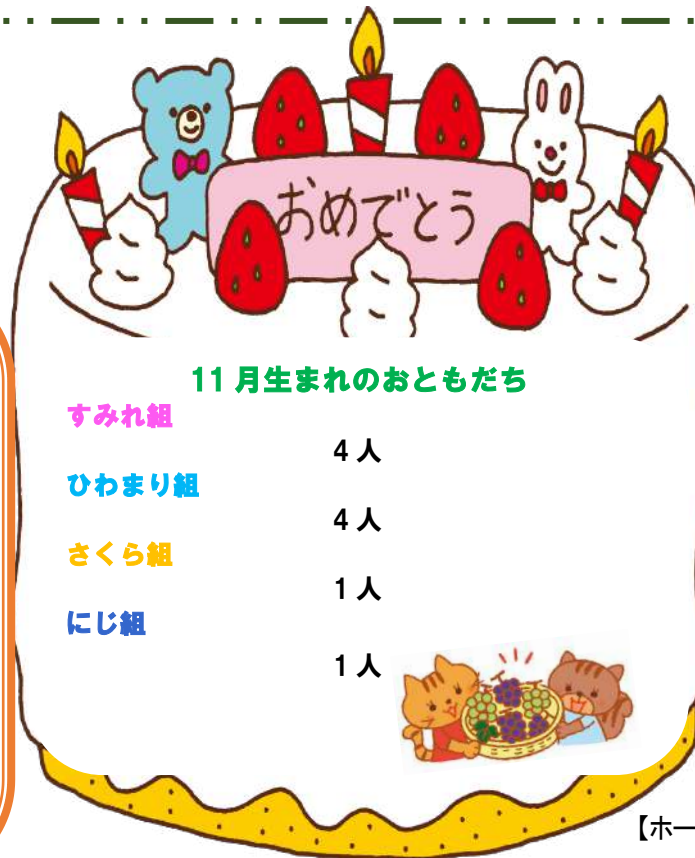 おめでとう
11月生まれのおともだち
すみれ組
4人
ひわまり組
4人
さくら組
1人
にじ組
1人
【ホー